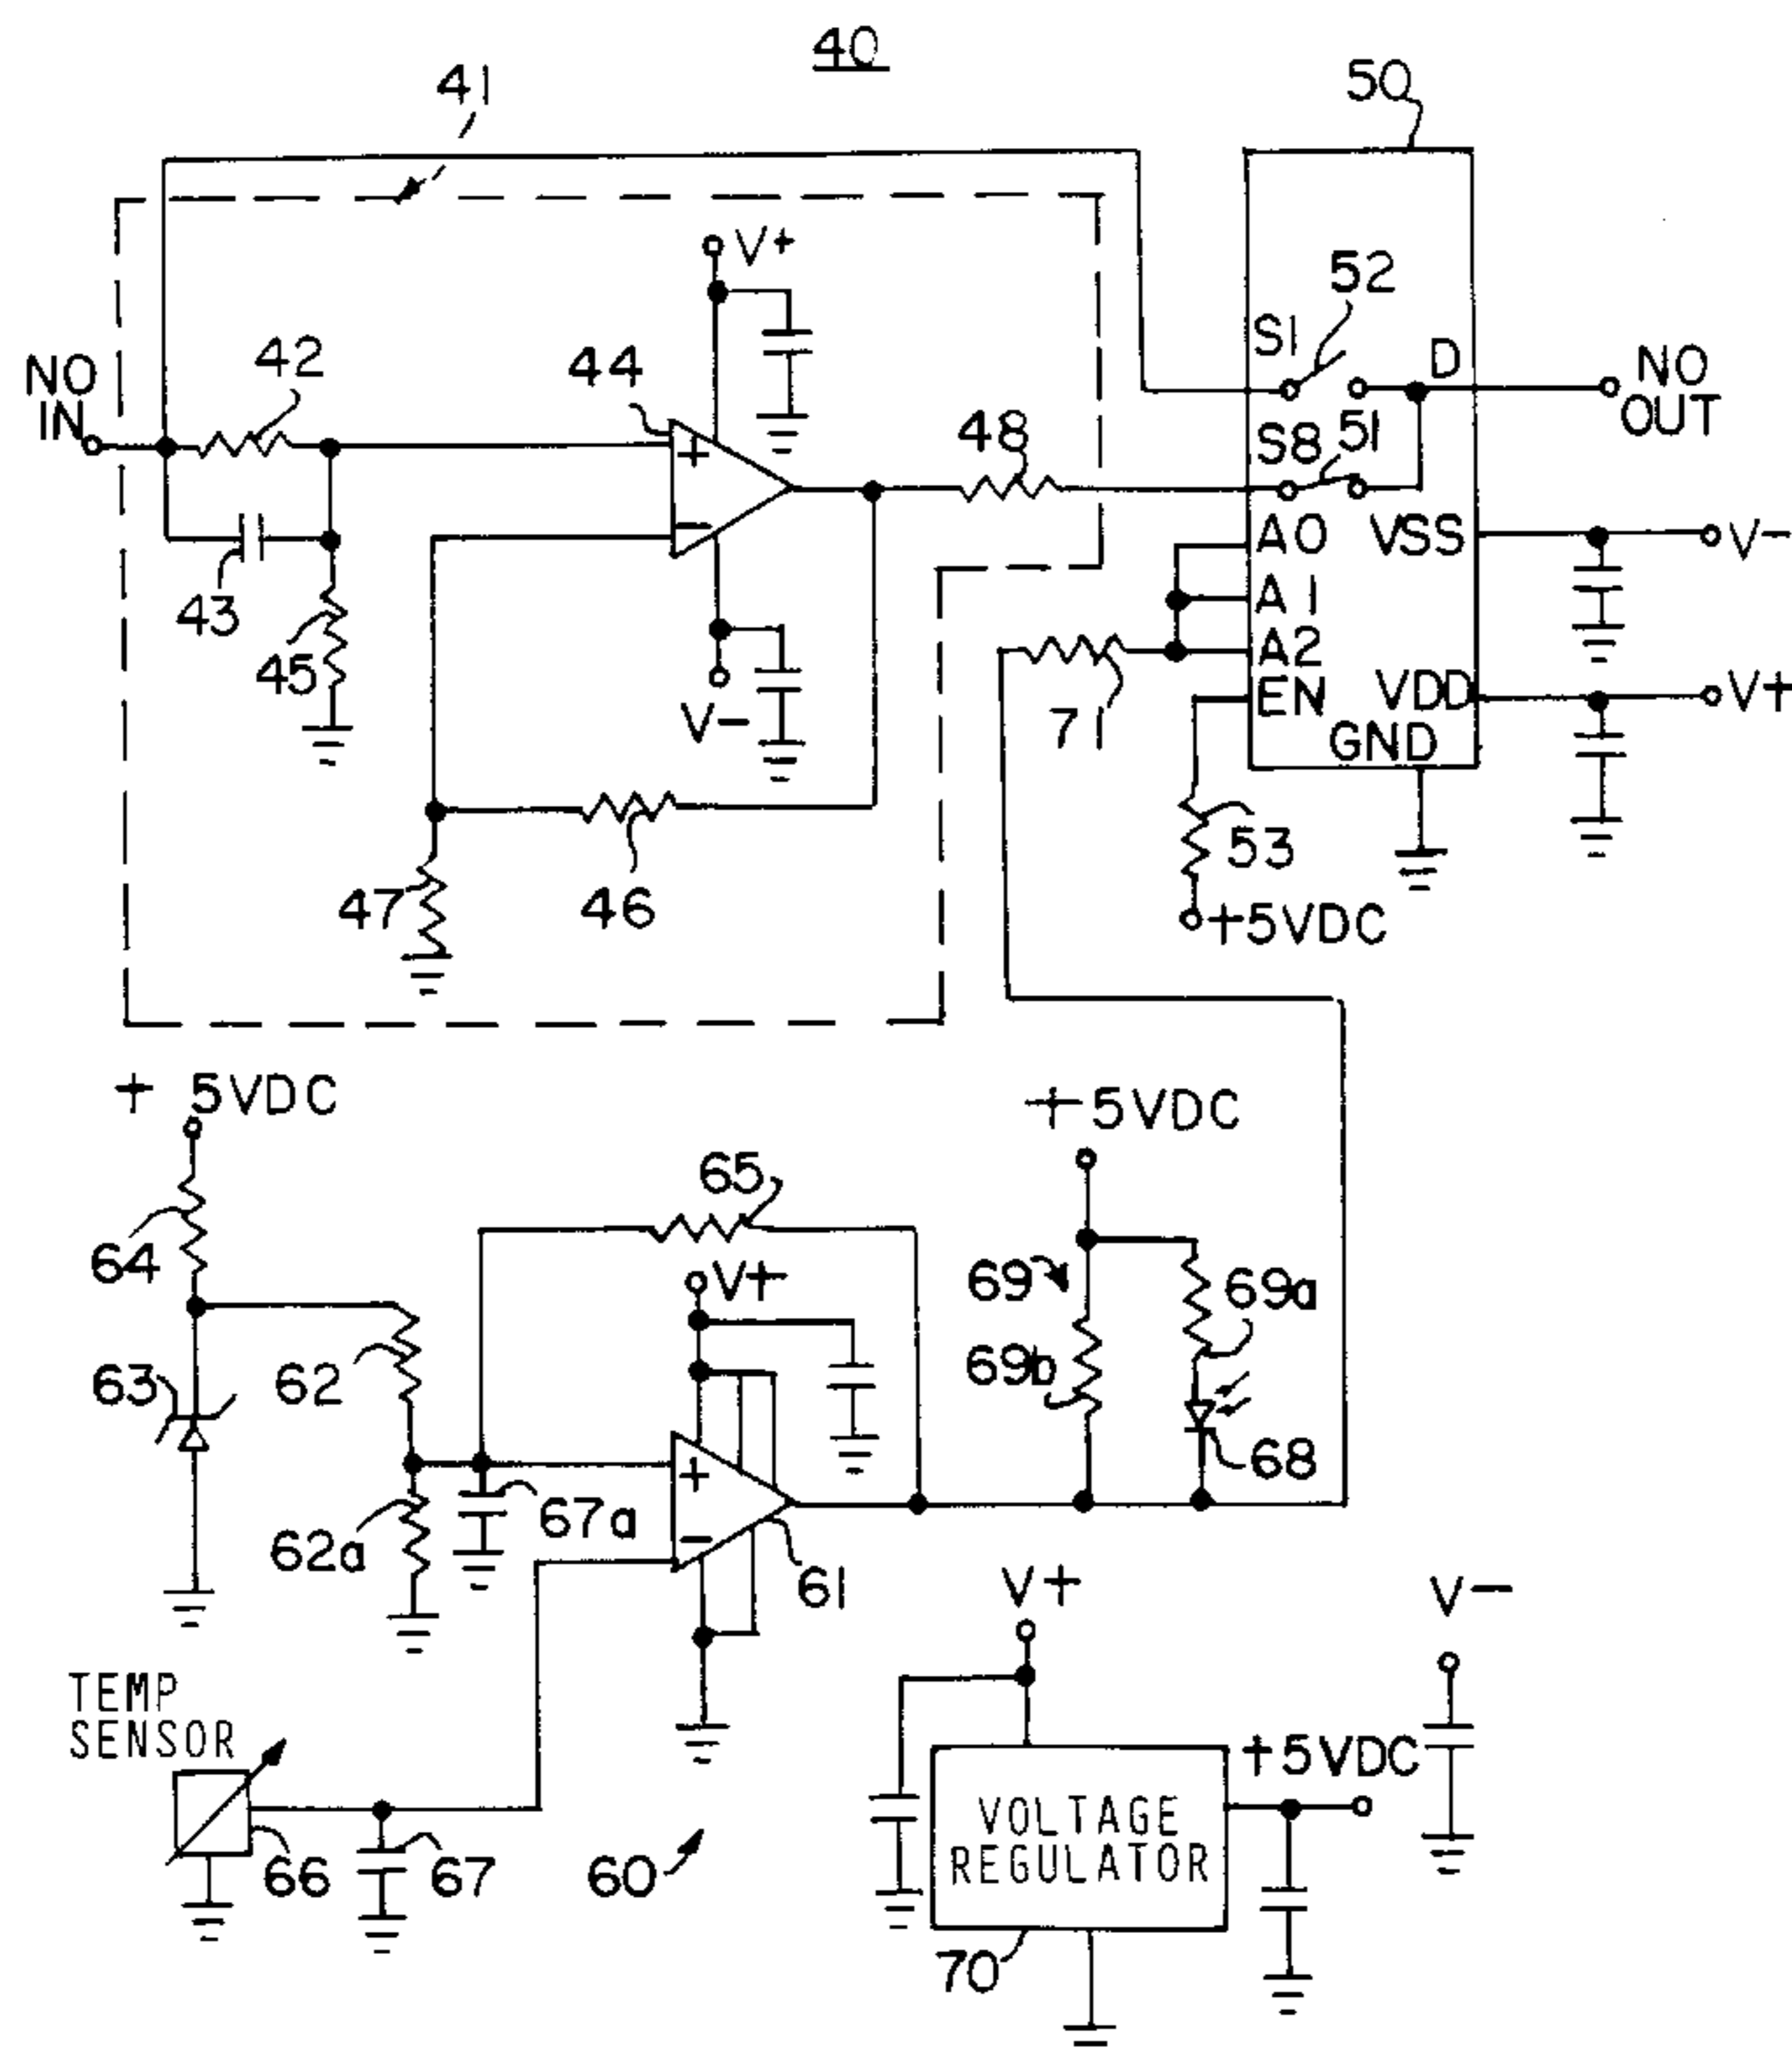 40
41
50
V+
52
S1
D
NO
OUT
NO
IN
42
44
48
S8
51
A0
VSS
V-
43
A1
45
A2
EN
VDD
V+
V-
71
GND
53
47
46
+5VDC
+ 5VDC
+5VDC
65
64
V+
69
69a
63
62
69b
68
67a
62a
61
V+
V-
TEMP
SENSOR
+5VDC
VOLTAGE
REGULATOR
66
67
60
70